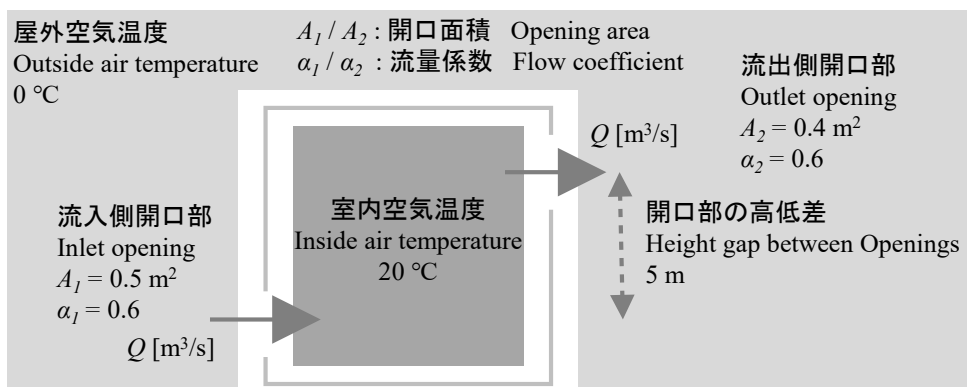 屋外空気温度
Outside air temperature
0 ℃
A₁ / A₂ : 開口面積 Opening area
α₁ / α₂ : 流量係数 Flow coefficient
流出側開口部
Outlet opening
A₂ = 0.4 m²
α₂ = 0.6
Q [m³/s]
流入側開口部
Inlet opening
A₁ = 0.5 m²
α₁ = 0.6
Q [m³/s]
室内空気温度
Inside air temperature
20 ℃
開口部の高低差
Height gap between Openings
5 m